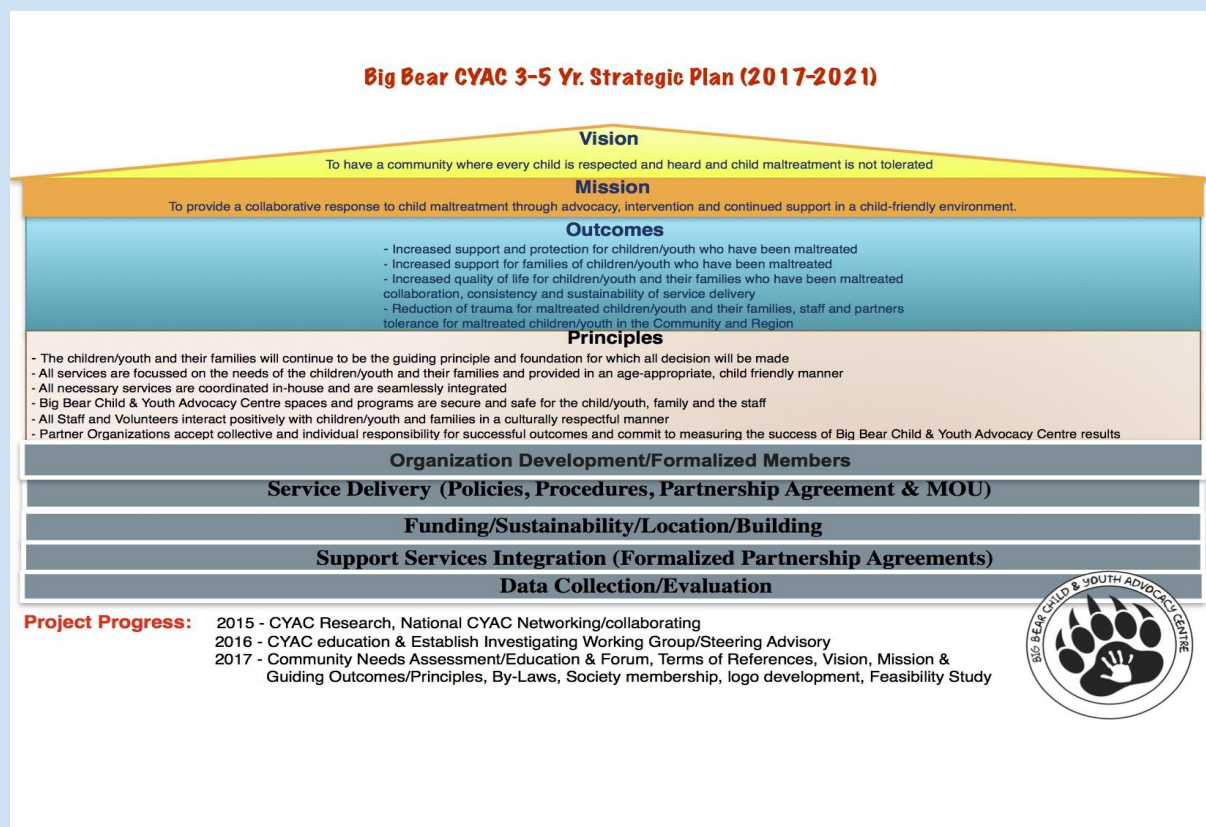 Big Bear CYAC 3-5 Yr. Strategic Plan (2017-2021)
Vision
To have a community where every child is respected and heard and child maltreatment is not tolerated
Mission
To provide a collaborative response to child maltreatment through advocacy, intervention and continued support in a child-friendly environment.
Outcomes
- Increased support and protection for children/youth who have been maltreated
- Increased support for families of children/youth who have been maltreated
- Increased quality of life for children/youth and their families who have been maltreated
collaboration, consistency and sustainability of service delivery
- Reduction of trauma for maltreated children/youth and their families, staff and partners
tolerance for maltreated children/youth in the Community and Region
Principles
- The children/youth and their families will continue to be the guiding principle and foundation for which all decision will be made
- All services are focussed on the needs of the children/youth and their families and provided in an age-appropriate, child friendly manner
- All necessary services are coordinated in-house and are seamlessly integrated
- Big Bear Child & Youth Advocacy Centre spaces and programs are secure and safe for the child/youth, family and the staff
- All Staff and Volunteers interact positively with children/youth and families in a culturally respectful manner
- Partner Organizations accept collective and individual responsibility for successful outcomes and commit to measuring the success of Big Bear Child & Youth Advocacy Centre results
Organization Development/Formalized Members
Service Delivery (Policies, Procedures, Partnership Agreement & MOU)
Funding/Sustainability/Location/Building
Support Services Integration (Formalized Partnership Agreements)
Data Collection/Evaluation
Project Progress: 2015 - CYAC Research, National CYAC Networking/collaborating
2016 - CYAC education & Establish Investigating Working Group/Steering Advisory
2017 - Community Needs Assessment/Education & Forum, Terms of References, Vision, Mission &
Guiding Outcomes/Principles, By-Laws, Society membership, logo development, Feasibility Study
BIG BEAR CHILD & YOUTH ADVOCACY CENTRE